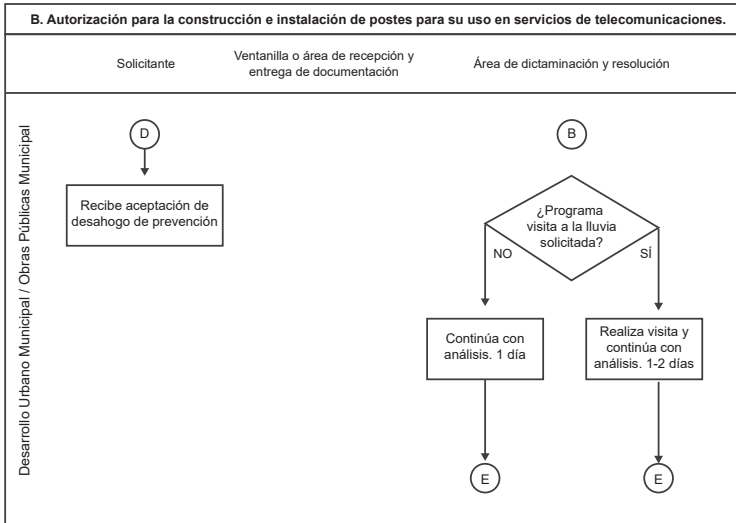 B. Autorización para la construcción e instalación de postes para su uso en servicios de telecomunicaciones.
Solicitante
Ventanilla o área de recepción y
entrega de documentación
Área de dictaminación y resolución
Desarrollo Urbano Municipal / Obras Públicas Municipal
D
Recibe aceptación de
desahogo de prevención
B
¿Programa
visita a la lluvia
solicitada?
NO
SÍ
Continúa con
análisis. 1 día
Realiza visita y
continúa con
análisis. 1-2 días
E
E